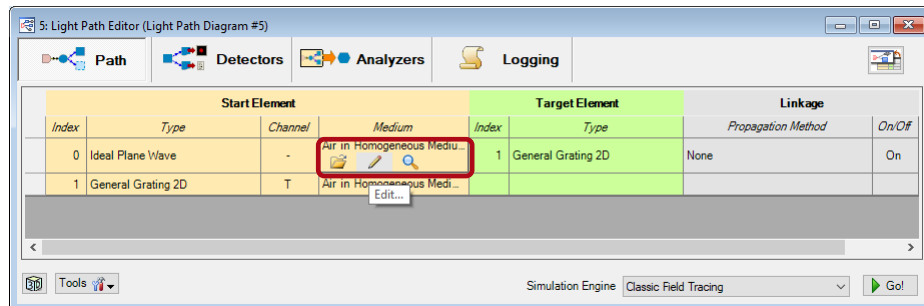 5: Light Path Editor (Light Path Diagram #5)
Path Detectors Analyzers Logging
Start Element Target Element Linkage
Index Type Channel Medium Index Type Propagation Method On/Off
0 Ideal Plane Wave - Air in Homogeneous Mediu... 1 General Grating 2D None On
1 General Grating 2D T Air in Homogeneous Medi...
Edit...
3D Tools Simulation Engine Classic Field Tracing Go!